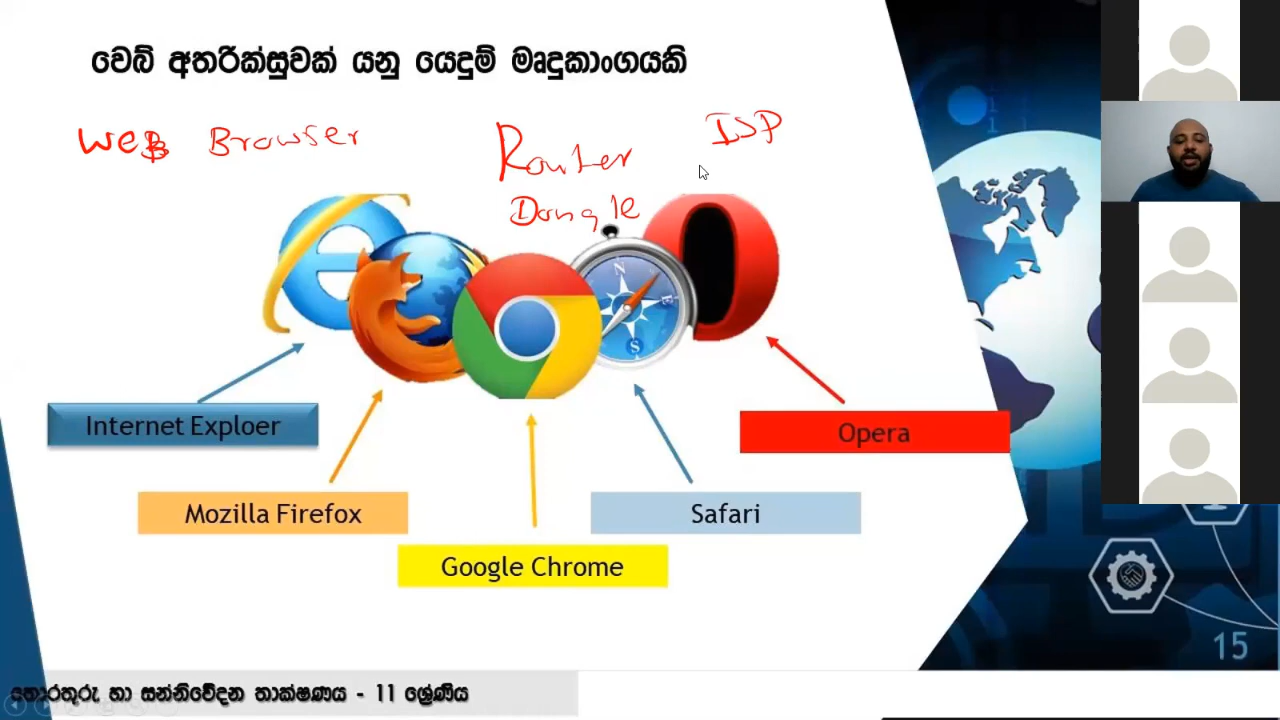 වෙබ් අතරික්සුවක් යනු යෙදුම් මෘදුකාංගයකි
WeB Browser
Router
ISP
Dongle
N
E
S
Internet Exploer
Opera
Mozilla Firefox
Safari
Google Chrome
15
තොරතුරු හා සන්නිවේදන තාක්ෂණය - 11 ශ්‍රේණිය